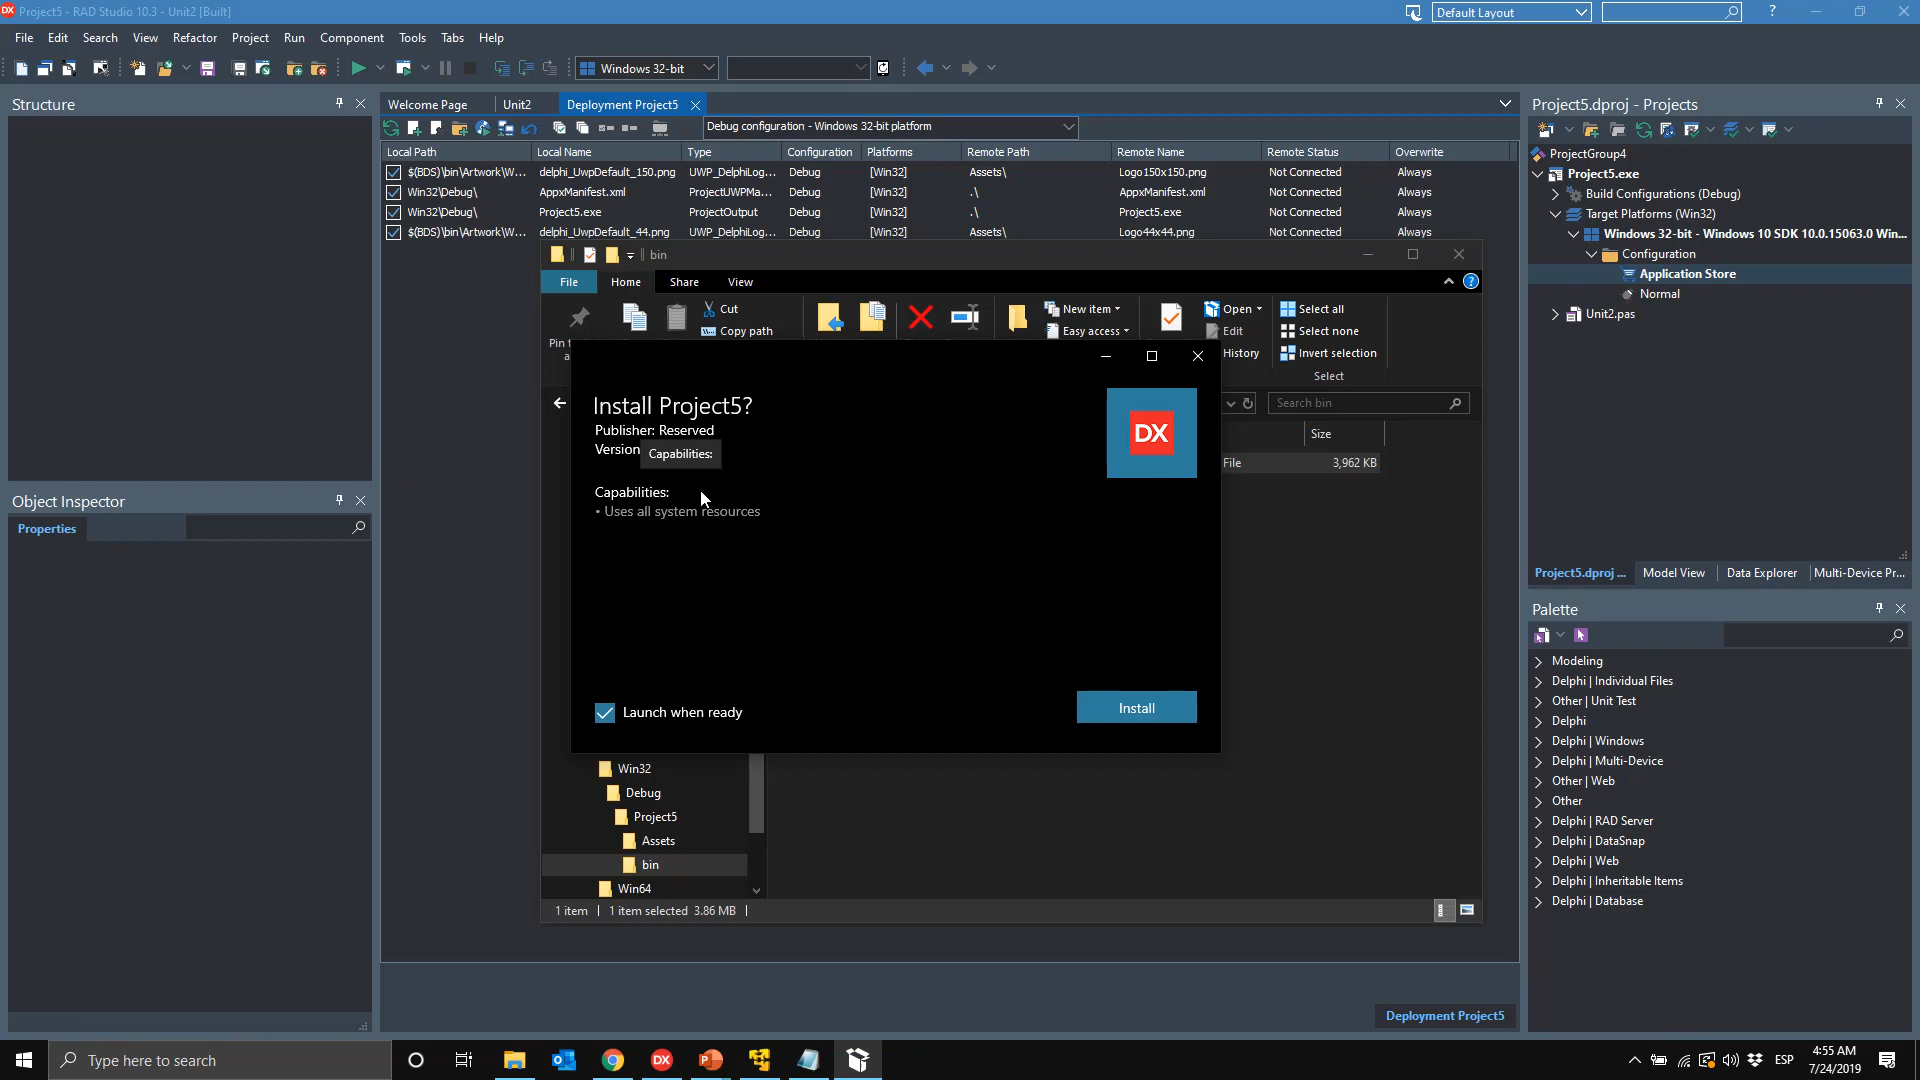 Project5 - RAD Studio 10.3 - Unit2 [Built]
Default Layout
?
File Edit Search View Refactor Project Run Component Tools Tabs Help
Windows 32-bit
Structure
Welcome Page Unit2 Deployment Project5
Debug configuration - Windows 32-bit platform
Local Path Local Name Type Configuration Platforms Remote Path Remote Name Remote Status Overwrite
$(BDS)\bin\Artwork\W... delphi_UwpDefault_150.png UWP_DelphiLog... Debug [Win32] Assets\ Logo150x150.png Not Connected Always
Win32\Debug\ AppxManifest.xml ProjectUWPMa... Debug [Win32] .\ AppxManifest.xml Not Connected Always
Win32\Debug\ Project5.exe ProjectOutput Debug [Win32] .\ Project5.exe Not Connected Always
$(BDS)\bin\Artwork\W... delphi_UwpDefault_44.png UWP_DelphiLog... Debug [Win32] Assets\ Logo44x44.png Not Connected Always
bin
File Home Share View
Cut
Copy path
New item
Easy access
Open
Edit
History
Select all
Select none
Invert selection
Select
Search bin
Size
File 3,962 KB
Install Project5?
Publisher: Reserved
Version
Capabilities:
Capabilities:
• Uses all system resources
DX
Launch when ready
Install
Win32
Debug
Project5
Assets
bin
Win64
1 item 1 item selected 3.86 MB
Object Inspector
Properties
Deployment Project5
Project5.dproj - Projects
ProjectGroup4
Project5.exe
Build Configurations (Debug)
Target Platforms (Win32)
Windows 32-bit - Windows 10 SDK 10.0.15063.0 Win...
Configuration
Application Store
Normal
Unit2.pas
Project5.dproj ... Model View Data Explorer Multi-Device Pr...
Palette
Modeling
Delphi | Individual Files
Other | Unit Test
Delphi
Delphi | Windows
Delphi | Multi-Device
Other | Web
Other
Delphi | RAD Server
Delphi | DataSnap
Delphi | Web
Delphi | Inheritable Items
Delphi | Database
Type here to search
ESP
4:55 AM
7/24/2019